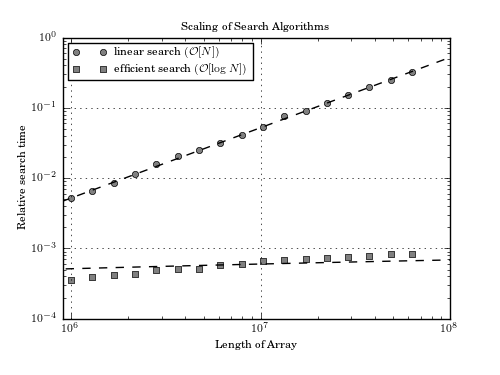 Scaling of Search Algorithms
10^0
linear search (𝒪[N])
efficient search (𝒪[log N])
10^-1
10^-2
10^-3
10^-4
Relative search time
10^6
10^7
10^8
Length of Array